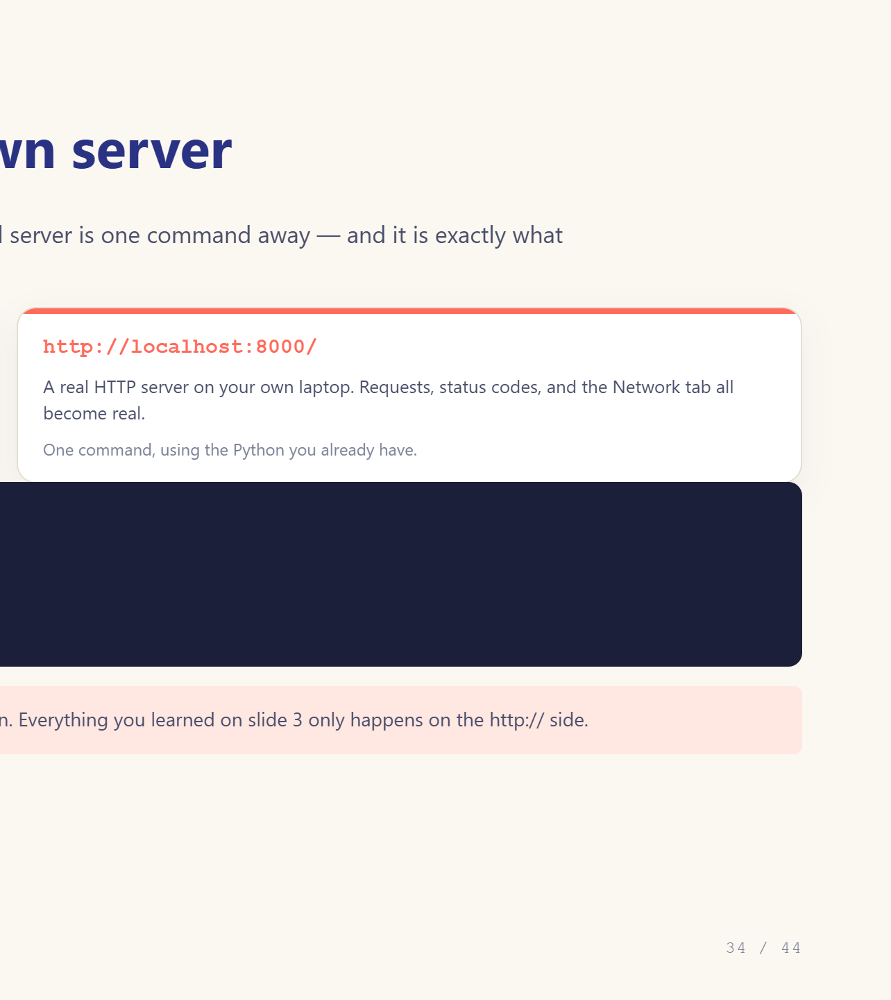 wn server
server is one command away — and it is exactly what
http://localhost:8000/
A real HTTP server on your own laptop. Requests, status codes, and the Network tab all
become real.
One command, using the Python you already have.
n. Everything you learned on slide 3 only happens on the http:// side.
34 / 44